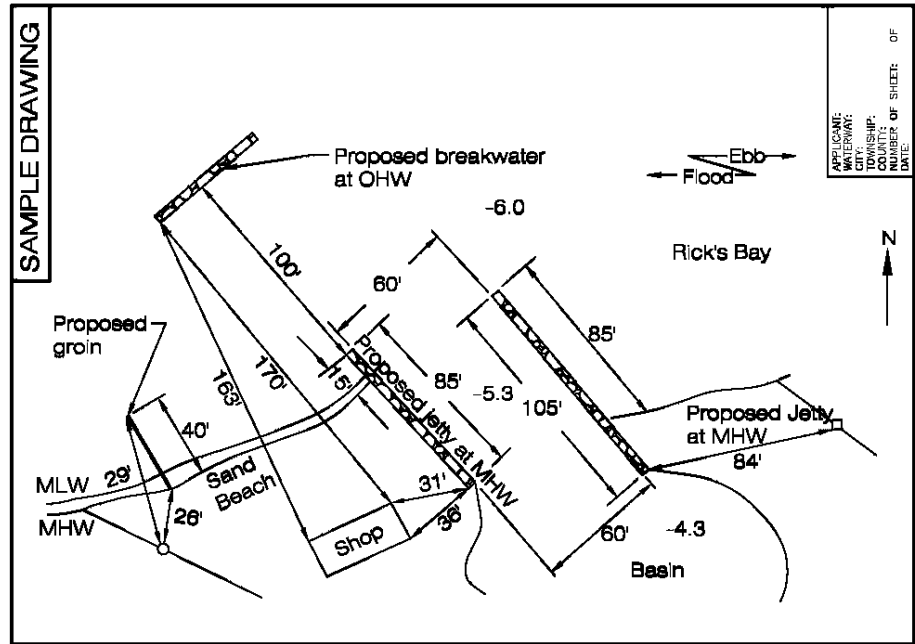 SAMPLE DRAWING
APPLICANT:
WATERWAY:
CITY:
TOWNSHIP:
COUNTY:
NUMBER OF SHEET: OF
DATE:
Proposed breakwater
at OHW
Ebb
Flood
-6.0
Rick's Bay
N
100'
60'
Proposed
groin
85'
15'
Proposed jetty at MHW
85'
-5.3
105'
163'
170'
40'
Proposed Jetty
at MHW
84'
29'
Sand
Beach
MLW
MHW
26'
31'
36'
Shop
60'
-4.3
Basin